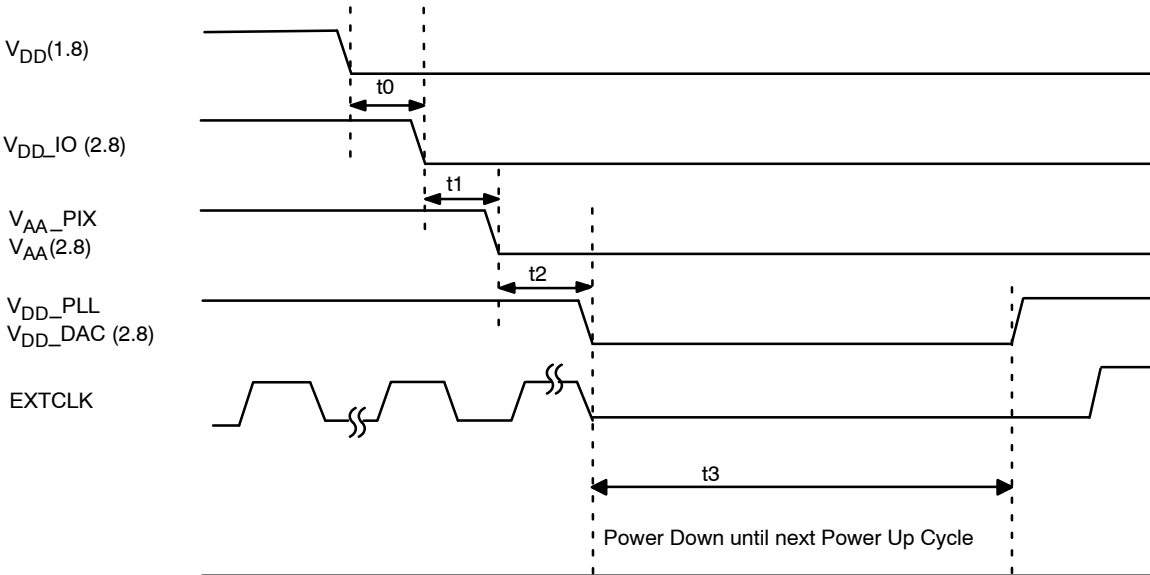 VDD(1.8)
t0
VDD_IO (2.8)
t1
VAA_PIX
VAA(2.8)
t2
VDD_PLL
VDD_DAC (2.8)
EXTCLK
t3
Power Down until next Power Up Cycle